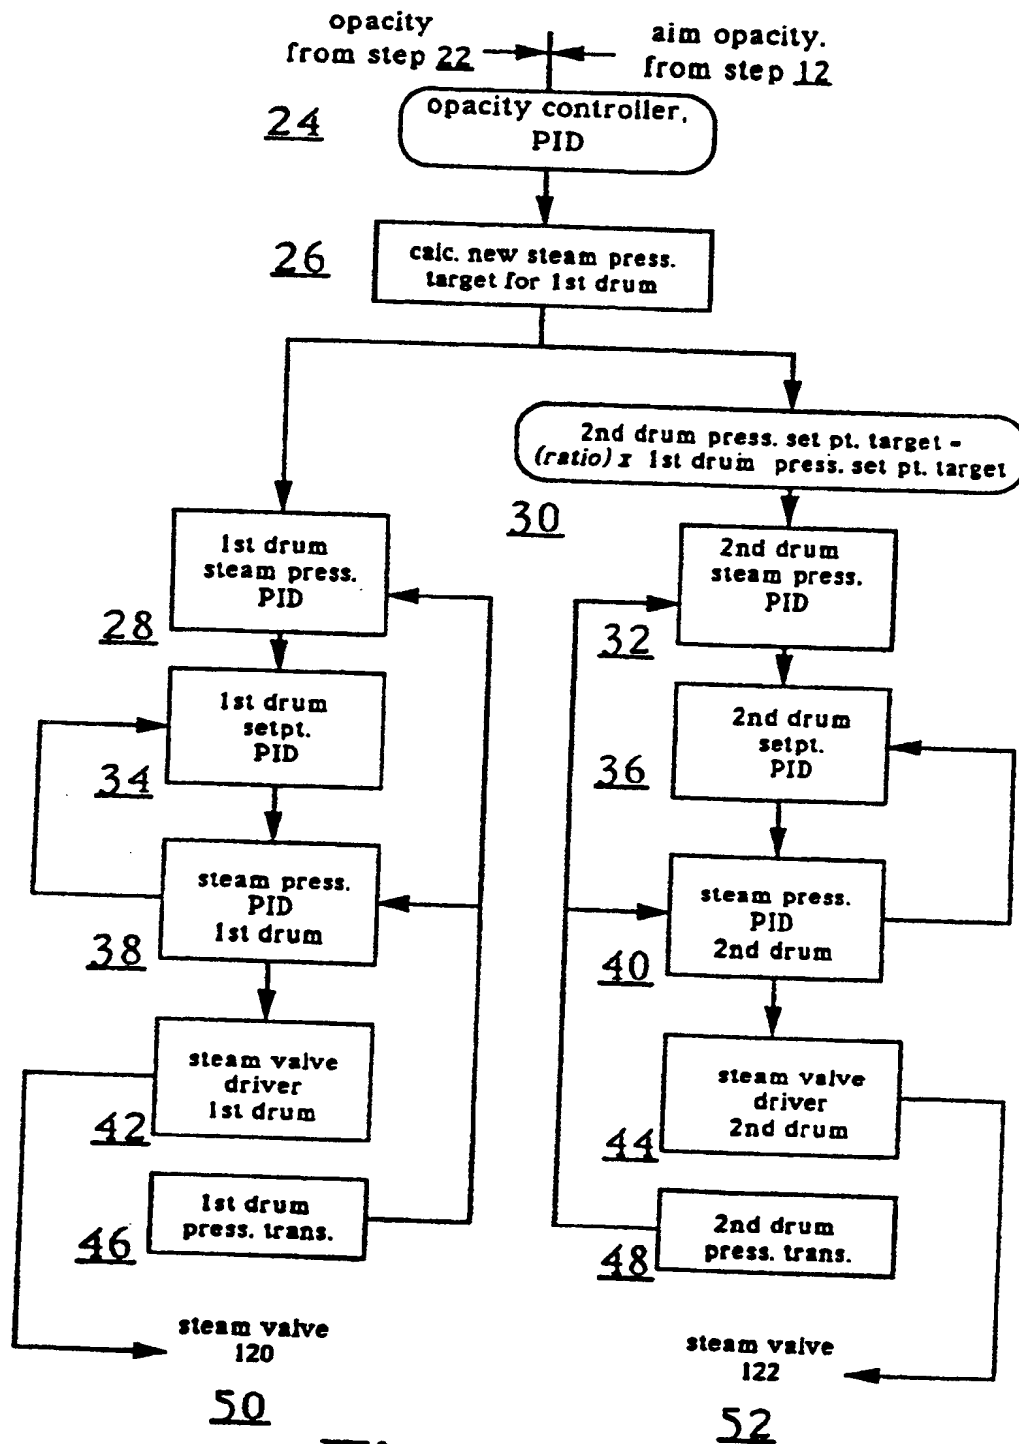 opacity
from step 22
aim opacity.
from step 12
24
opacity controller,
PID
26
calc. new steam press.
target for 1st drum
2nd drum press. set pt. target =
(ratio) x 1st drum press. set pt. target
30
1st drum
steam press.
PID
28
2nd drum
steam press.
PID
32
1st drum
setpt.
PID
34
2nd drum
setpt.
PID
36
steam press.
PID
1st drum
38
steam press.
PID
2nd drum
40
steam valve
driver
1st drum
42
steam valve
driver
2nd drum
44
1st drum
press. trans.
46
2nd drum
press. trans.
48
steam valve
120
50
steam valve
122
52